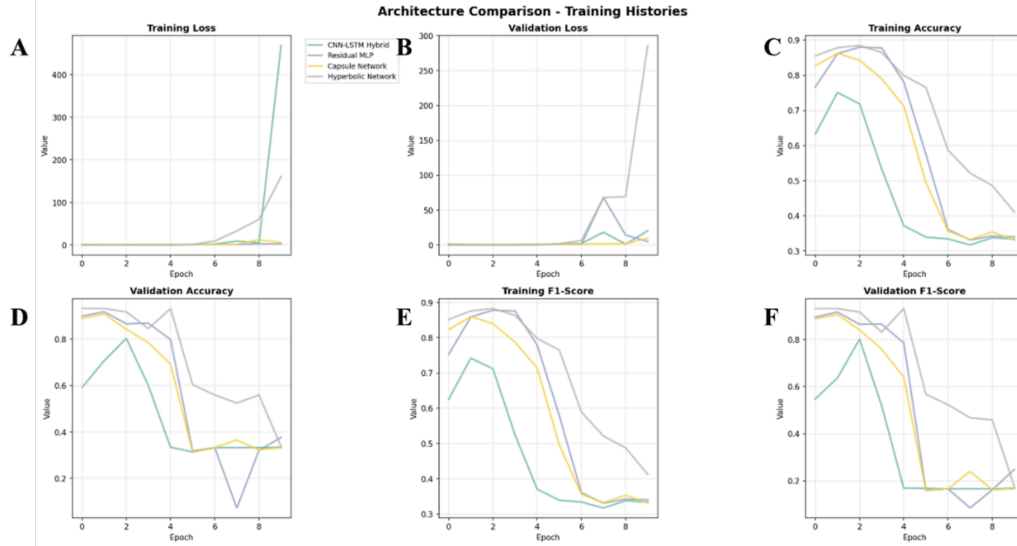 Architecture Comparison - Training Histories
A
Training Loss
Value
400
300
200
100
0
0 2 4 6 8
Epoch
CNN-LSTM Hybrid
Residual MLP
Capsule Network
Hyperbolic Network
B
Validation Loss
Value
300
250
200
150
100
50
0
0 2 4 6 8
Epoch
C
Training Accuracy
Value
0.9
0.8
0.7
0.6
0.5
0.4
0.3
0 2 4 6 8
Epoch
D
Validation Accuracy
Value
0.8
0.6
0.4
0.2
0 2 4 6 8
Epoch
E
Training F1-Score
Value
0.9
0.8
0.7
0.6
0.5
0.4
0.3
0 2 4 6 8
Epoch
F
Validation F1-Score
Value
0.8
0.6
0.4
0.2
0 2 4 6 8
Epoch